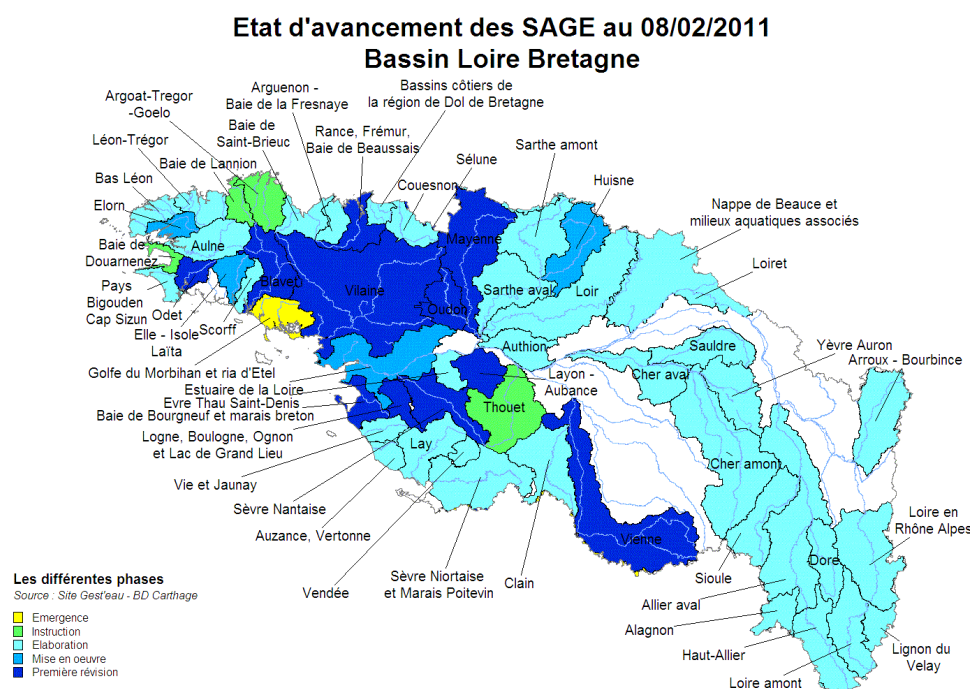 Etat d'avancement des SAGE au 08/02/2011
Bassin Loire Bretagne
Argoat-Tregor
-Goelo
Arguenon -
Baie de la Fresnaye
Bassins côtiers de
la région de Dol de Bretagne
Léon-Trégor
Baie de
Saint-Brieuc
Rance, Frémur,
Baie de Beaussais
Sarthe amont
Baie de Lannion
Sélune
Bas Léon
Couesnon
Huisne
Elorn
Nappe de Beauce et
milieux aquatiques associés
Mayenne
Baie de
Douarnenez
Aulne
Loiret
Pays
Bigouden
Cap Sizun
Blavet
Vilaine
Sarthe aval
Loir
Oudon
Odet
Elle - Isole
Laïta
Scorff
Authion
Sauldre
Yèvre Auron
Arroux - Bourbince
Golfe du Morbihan et ria d'Etel
Estuaire de la Loire
Evre Thau Saint-Denis
Baie de Bourgneuf et marais breton
Layon -
Aubance
Cher aval
Logne, Boulogne, Ognon
et Lac de Grand Lieu
Thouet
Lay
Vie et Jaunay
Cher amont
Sèvre Nantaise
Auzance, Vertonne
Loire en
Rhône Alpes
Vienne
Vendée
Sèvre Niortaise
et Marais Poitevin
Clain
Sioule
Dore
Allier aval
Alagnon
Haut-Allier
Lignon du
Velay
Loire amont
Les différentes phases
Source : Site Gest'eau - BD Carthage
Emergence
Instruction
Elaboration
Mise en oeuvre
Première révision